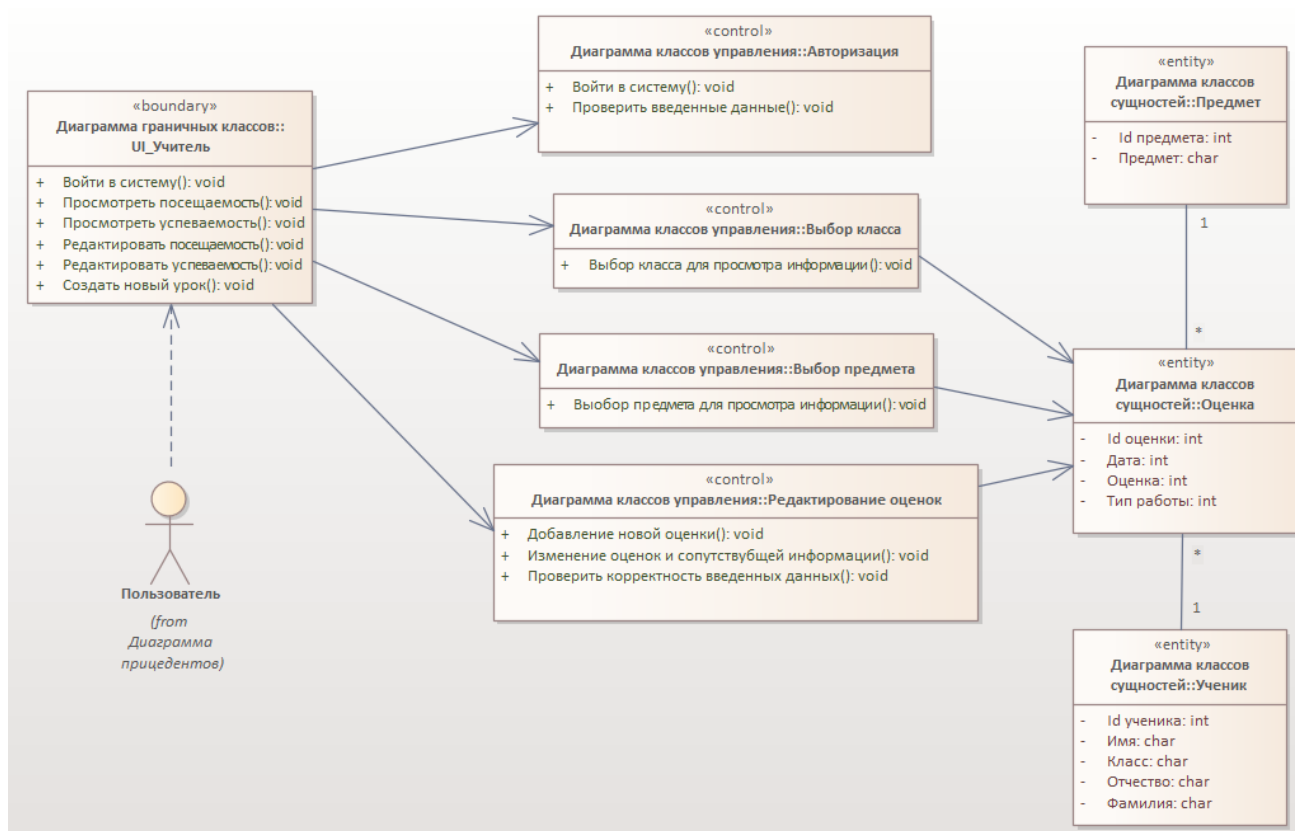 «boundary»
Диаграмма граничных классов::
UI_Учитель
+ Войти в систему(): void
+ Просмотреть посещаемость(): void
+ Просмотреть успеваемость(): void
+ Редактировать посещаемость(): void
+ Редактировать успеваемость(): void
+ Создать новый урок(): void
Пользователь
(from
Диаграмма
прицедентов)
«control»
Диаграмма классов управления::Авторизация
+ Войти в систему(): void
+ Проверить введенные данные(): void
«control»
Диаграмма классов управления::Выбор класса
+ Выбор класса для просмотра информации(): void
«control»
Диаграмма классов управления::Выбор предмета
+ Выобор предмета для просмотра информации(): void
«control»
Диаграмма классов управления::Редактирование оценок
+ Добавление новой оценки(): void
+ Изменение оценок и сопутствубщей информации(): void
+ Проверить корректность введенных данных(): void
«entity»
Диаграмма классов
сущностей::Предмет
- Id предмета: int
- Предмет: char
1
*
«entity»
Диаграмма классов
сущностей::Оценка
- Id оценки: int
- Дата: int
- Оценка: int
- Тип работы: int
*
1
«entity»
Диаграмма классов
сущностей::Ученик
- Id ученика: int
- Имя: char
- Класс: char
- Отчество: char
- Фамилия: char